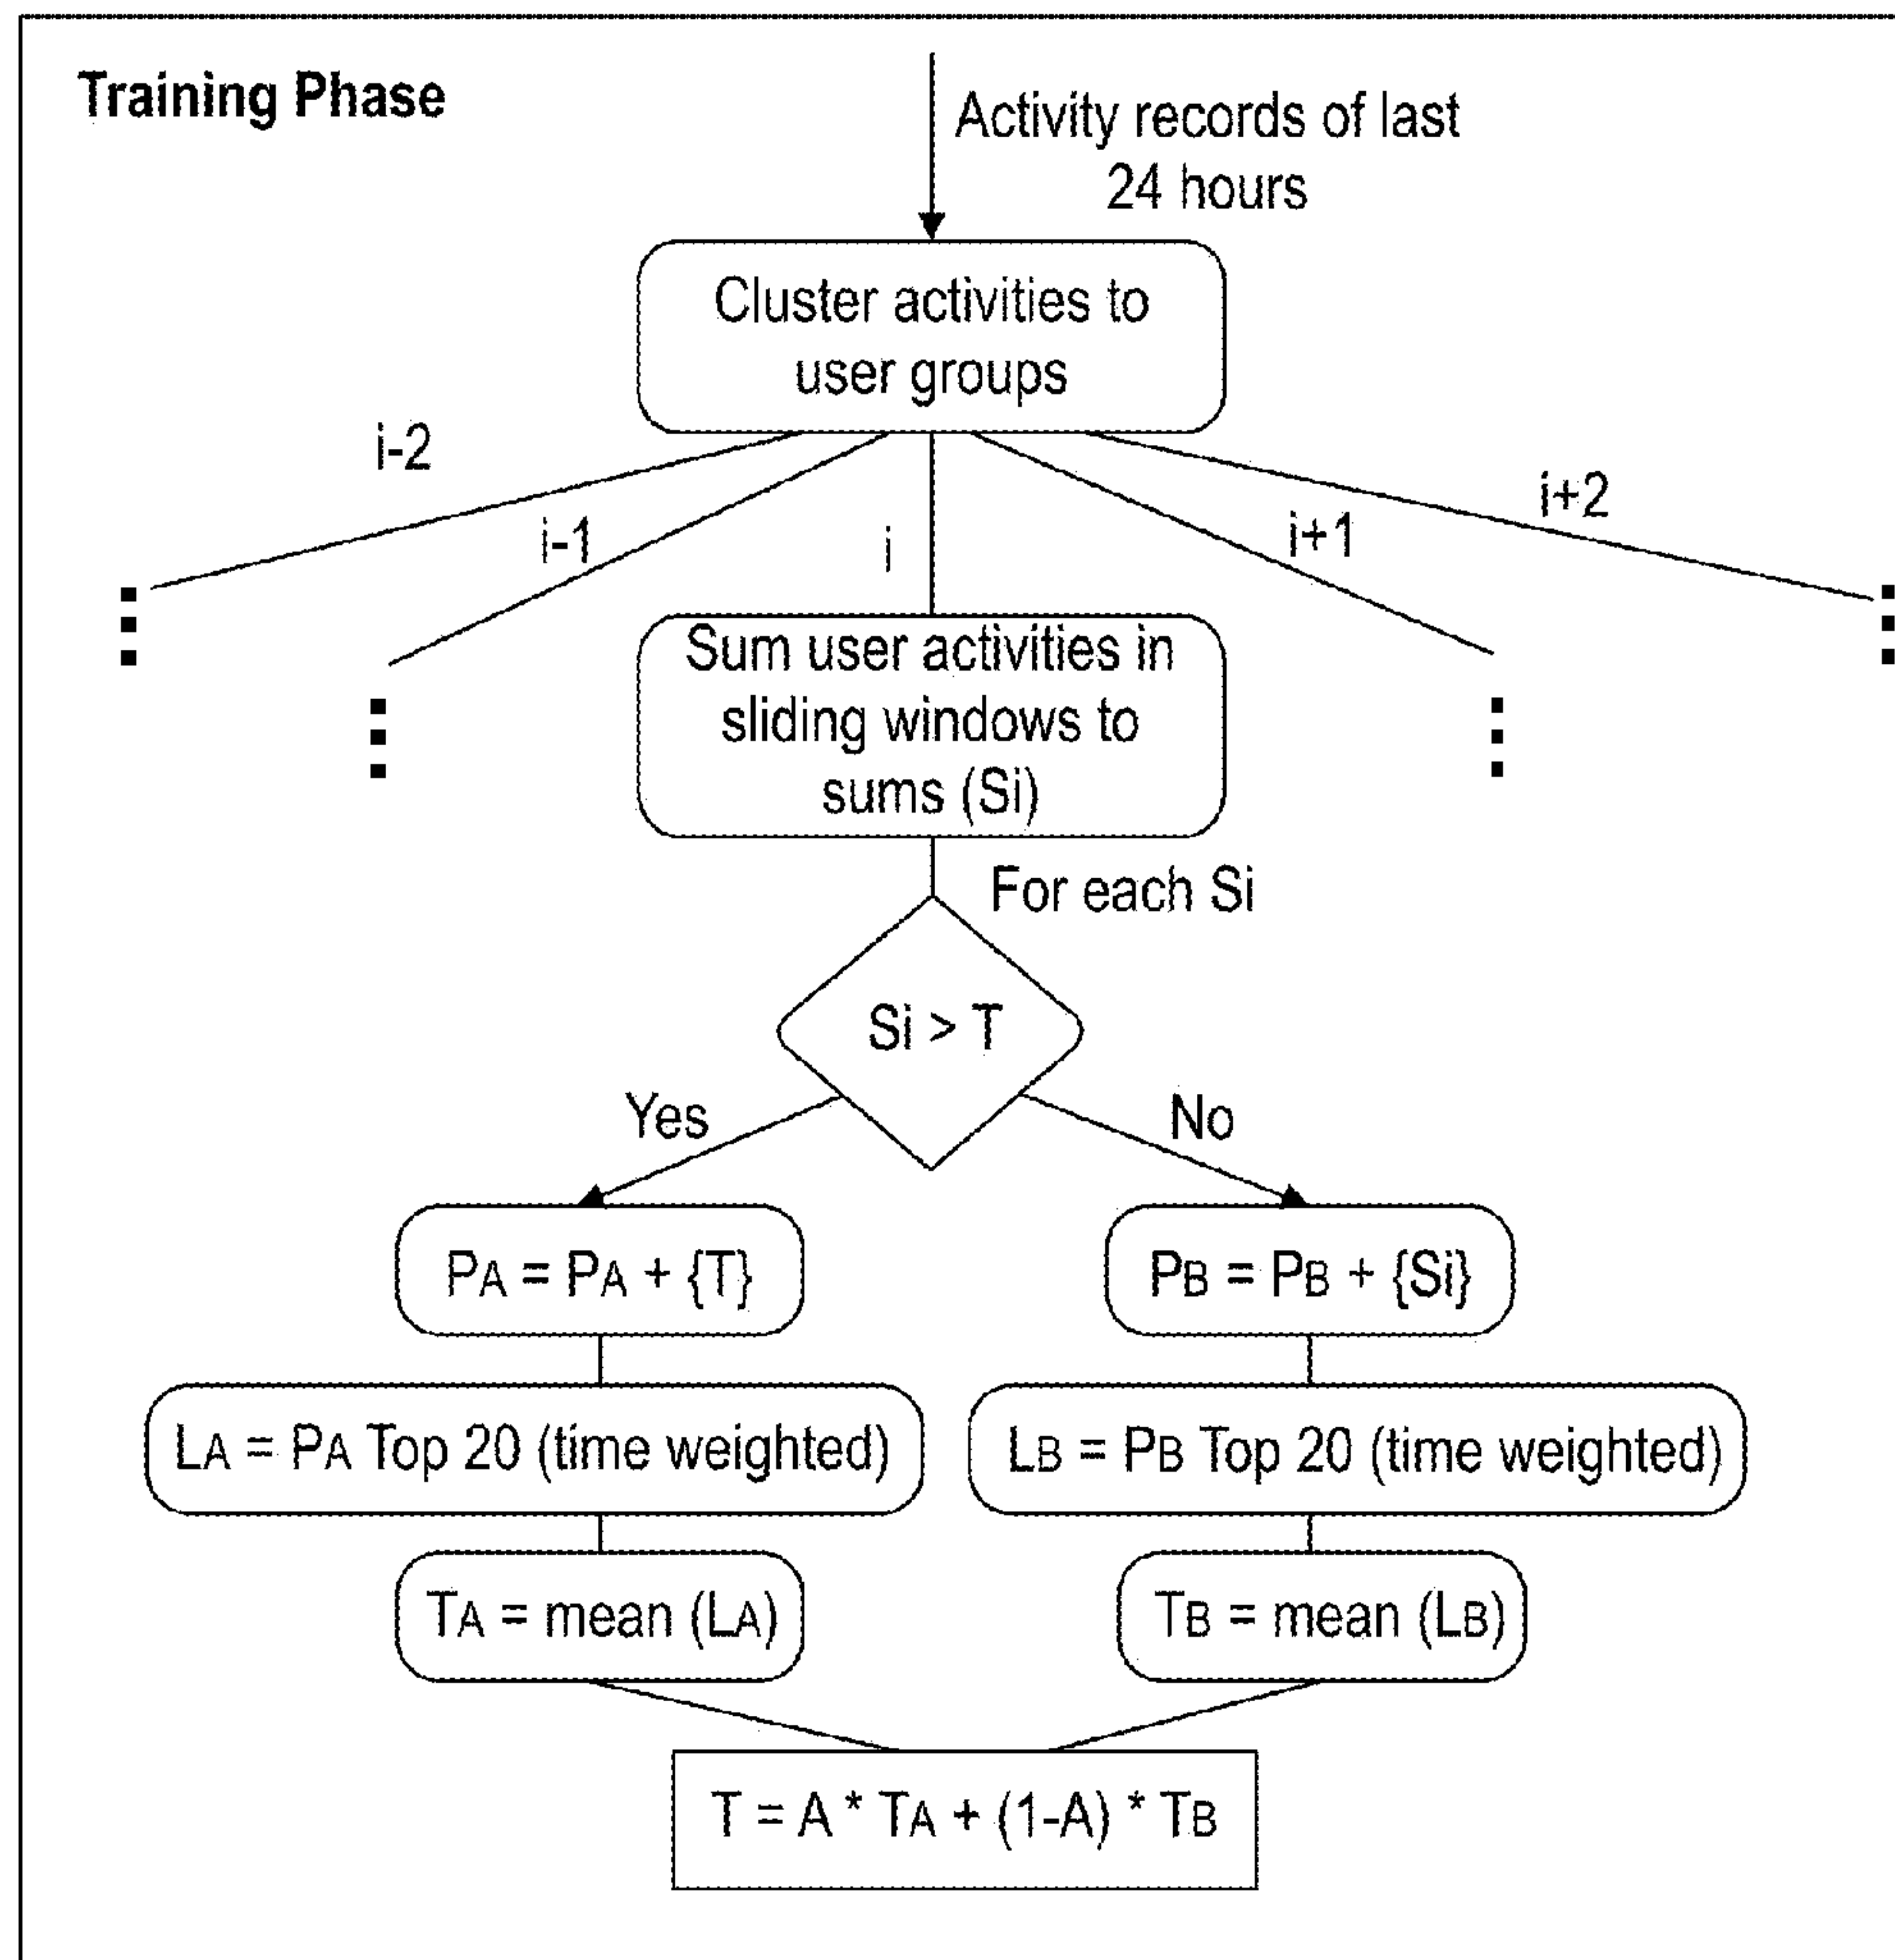 Training Phase
Activity records of last
24 hours
Cluster activities to
user groups
i-2
i-1
i
i+1
i+2
Sum user activities in
sliding windows to
sums (Si)
For each Si
Si > T
Yes
No
PA = PA + {T}
PB = PB + {Si}
LA = PA Top 20 (time weighted)
LB = PB Top 20 (time weighted)
TA = mean (LA)
TB = mean (LB)
T = A * TA + (1-A) * TB